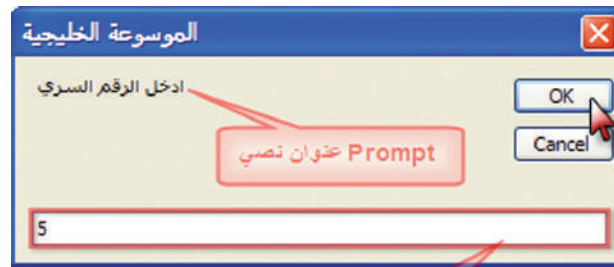 الموسوعة الخليجية
ادخل الرقم السري
OK
Cancel
Prompt عنوان نصي
5